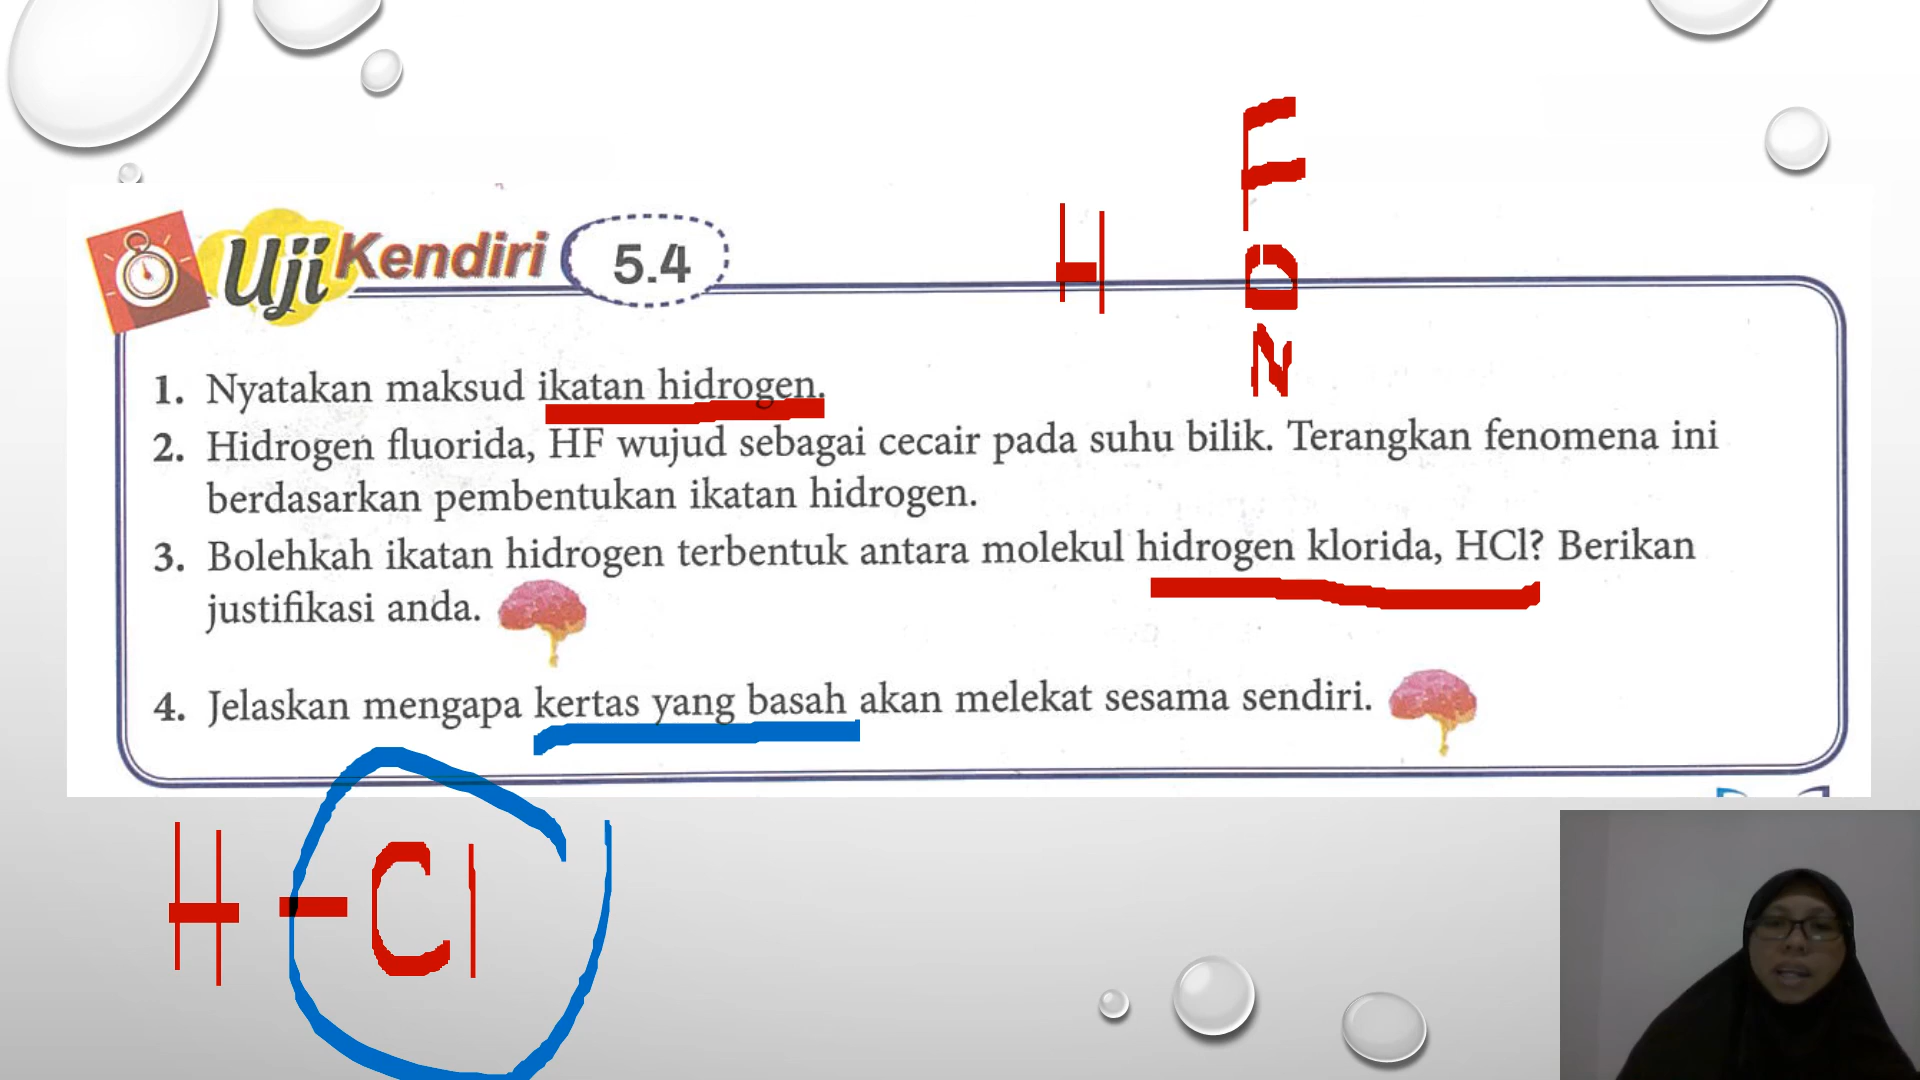 F
H
O
N
Uji Kendiri 5.4
1. Nyatakan maksud ikatan hidrogen.
2. Hidrogen fluorida, HF wujud sebagai cecair pada suhu bilik. Terangkan fenomena ini
berdasarkan pembentukan ikatan hidrogen.
3. Bolehkah ikatan hidrogen terbentuk antara molekul hidrogen klorida, HCl? Berikan
justifikasi anda.
4. Jelaskan mengapa kertas yang basah akan melekat sesama sendiri.
H - Cl